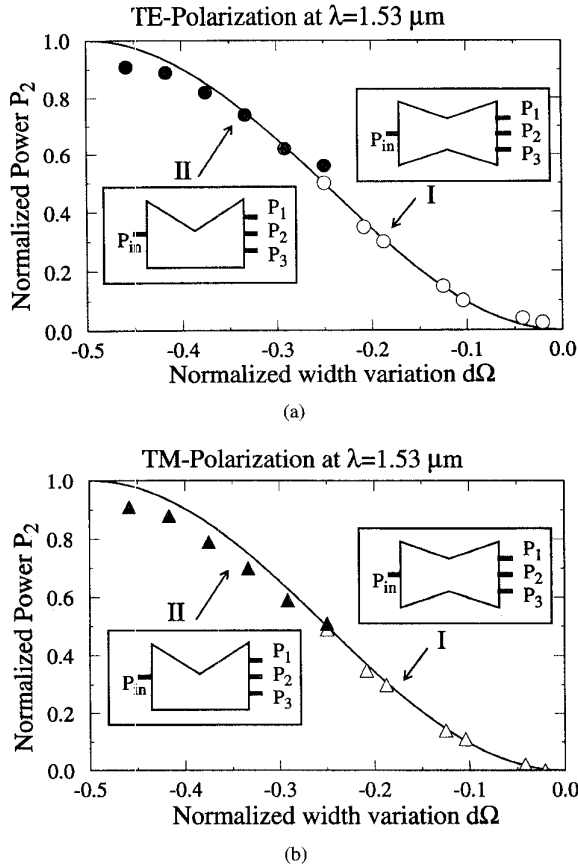 TE-Polarization at λ=1.53 μm
Normalized Power P2
1.0
0.8
0.6
0.4
0.2
0.0
II
I
Pin
P1
P2
P3
Pin
P1
P2
P3
-0.5
-0.4
-0.3
-0.2
-0.1
0.0
Normalized width variation dΩ
(a)
TM-Polarization at λ=1.53 μm
Normalized Power P2
1.0
0.8
0.6
0.4
0.2
0.0
II
I
Pin
P1
P2
P3
Pin
P1
P2
P3
-0.5
-0.4
-0.3
-0.2
-0.1
0.0
Normalized width variation dΩ
(b)